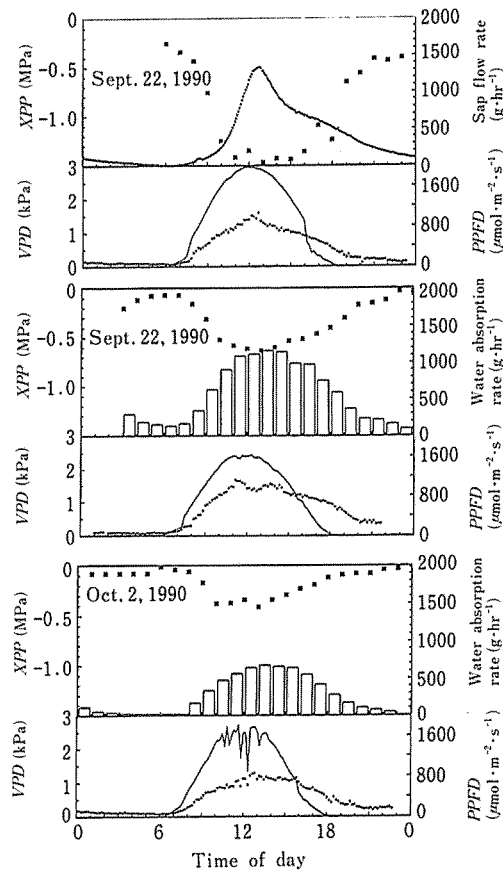 0
−0.5
−1.0
XPP (MPa)
Sept. 22, 1990
2000
1500
1000
500
0
Sap flow rate
(g·hr⁻¹)
3
2
1
0
VPD (kPa)
1600
800
0
PPFD
(μmol·m⁻²·s⁻¹)
0
−0.5
−1.0
XPP (MPa)
Sept. 22, 1990
2000
1500
1000
500
0
Water absorption
rate (g·hr⁻¹)
3
2
1
0
VPD (kPa)
1600
800
0
PPFD
(μmol·m⁻²·s⁻¹)
0
−0.5
−1.0
XPP (MPa)
Oct. 2, 1990
2000
1500
1000
500
0
Water absorption
rate (g·hr⁻¹)
3
2
1
0
VPD (kPa)
1600
800
0
PPFD
(μmol·m⁻²·s⁻¹)
0 6 12 18 0
Time of day